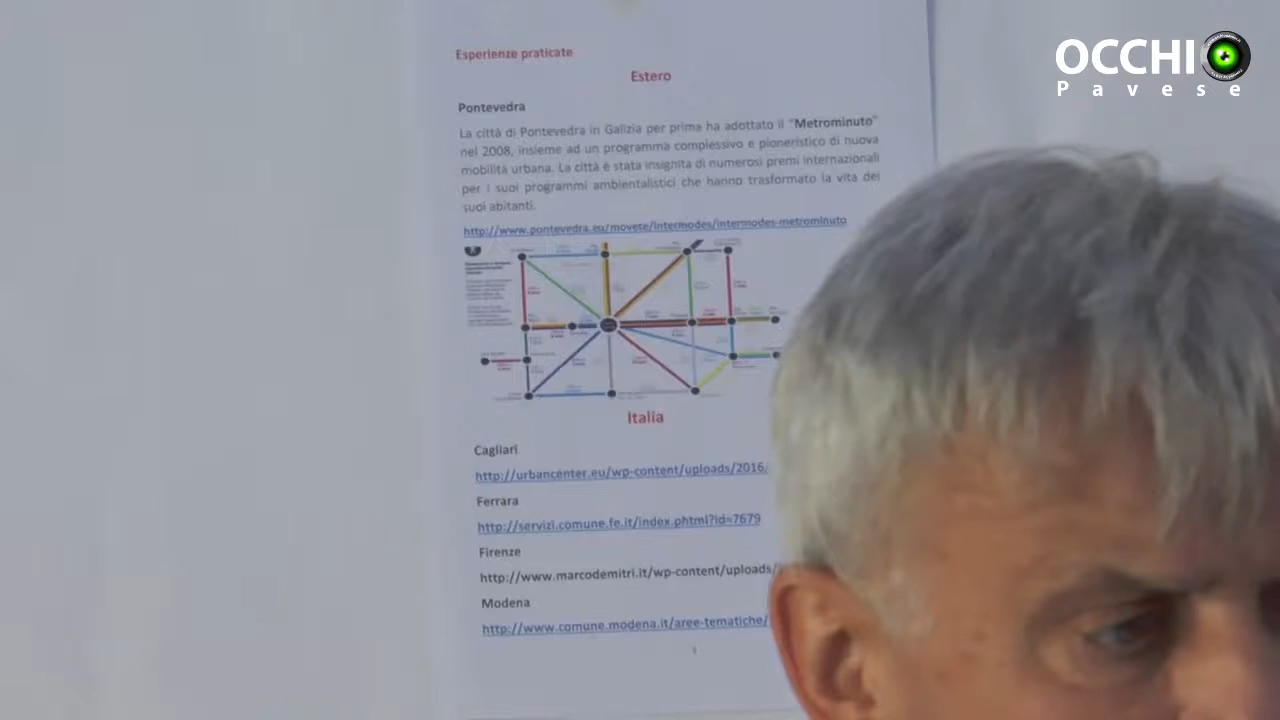 OCCHIO
Pavese
Esperienze praticate
Estero
Pontevedra
La città di Pontevedra in Galizia per prima ha adottato il "Metrominuto"
nel 2008, insieme ad un programma complessivo e pioneristico di nuova
mobilità urbana. La città è stata insignita di numerosi premi internazionali
per i suoi programmi ambientalistici che hanno trasformato la vita dei
suoi abitanti.
http://www.pontevedra.eu/movete/intermodes/intermodes-metrominuto
Italia
Cagliari
http://urbancenter.eu/wp-content/uploads/2016/
Ferrara
http://servizi.comune.fe.it/index.phtml?id=7679
Firenze
http://www.marcodemitri.it/wp-content/uploads/
Modena
http://www.comune.modena.it/aree-tematiche/